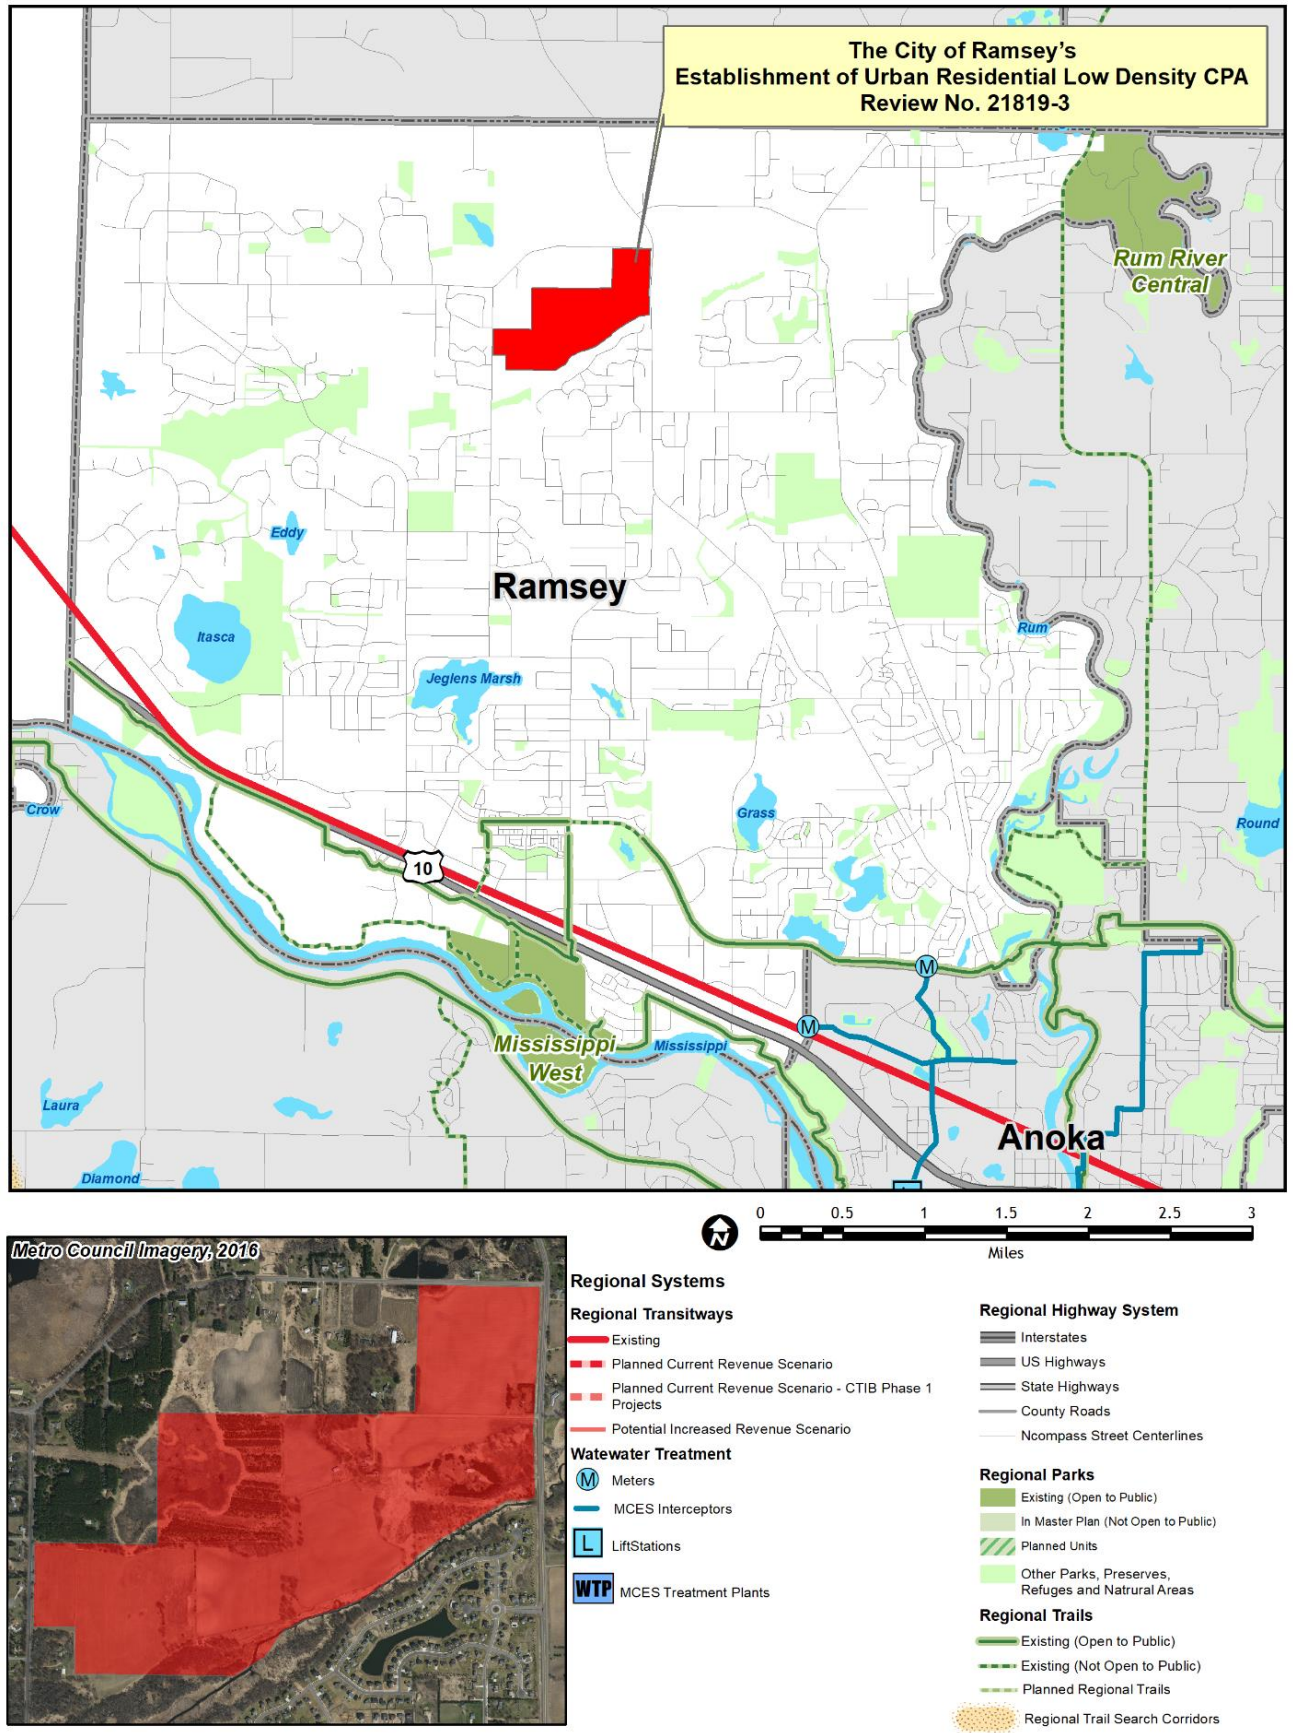 The City of Ramsey's
Establishment of Urban Residential Low Density CPA
Review No. 21819-3
Rum River
Central
Eddy
Ramsey
Itasca
Rum
Jeglens Marsh
Crow
Grass
Round
10
M
M
Mississippi
West
Mississippi
Laura
Anoka
Diamond
L
N
0 0.5 1 1.5 2 2.5 3
Miles
Metro Council Imagery, 2016
Regional Systems
Regional Transitways
Existing
Planned Current Revenue Scenario
Planned Current Revenue Scenario - CTIB Phase 1
Projects
Potential Increased Revenue Scenario
Watewater Treatment
M Meters
MCES Interceptors
L LiftStations
WTP MCES Treatment Plants
Regional Highway System
Interstates
US Highways
State Highways
County Roads
Ncompass Street Centerlines
Regional Parks
Existing (Open to Public)
In Master Plan (Not Open to Public)
Planned Units
Other Parks, Preserves,
Refuges and Natrural Areas
Regional Trails
Existing (Open to Public)
Existing (Not Open to Public)
Planned Regional Trails
Regional Trail Search Corridors